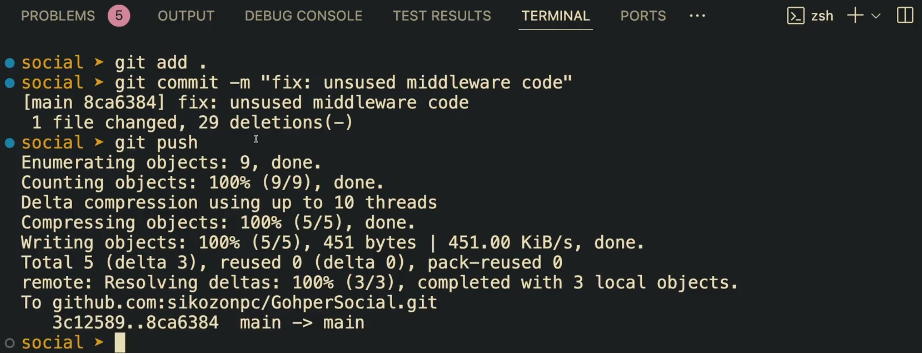 PROBLEMS 5 OUTPUT DEBUG CONSOLE TEST RESULTS TERMINAL PORTS ··· zsh
social ➤ git add .
social ➤ git commit -m "fix: unsused middleware code"
[main 8ca6384] fix: unsused middleware code
1 file changed, 29 deletions(-)
social ➤ git push
Enumerating objects: 9, done.
Counting objects: 100% (9/9), done.
Delta compression using up to 10 threads
Compressing objects: 100% (5/5), done.
Writing objects: 100% (5/5), 451 bytes | 451.00 KiB/s, done.
Total 5 (delta 3), reused 0 (delta 0), pack-reused 0
remote: Resolving deltas: 100% (3/3), completed with 3 local objects.
To github.com:sikozonpc/GohperSocial.git
3c12589..8ca6384  main -> main
social ➤